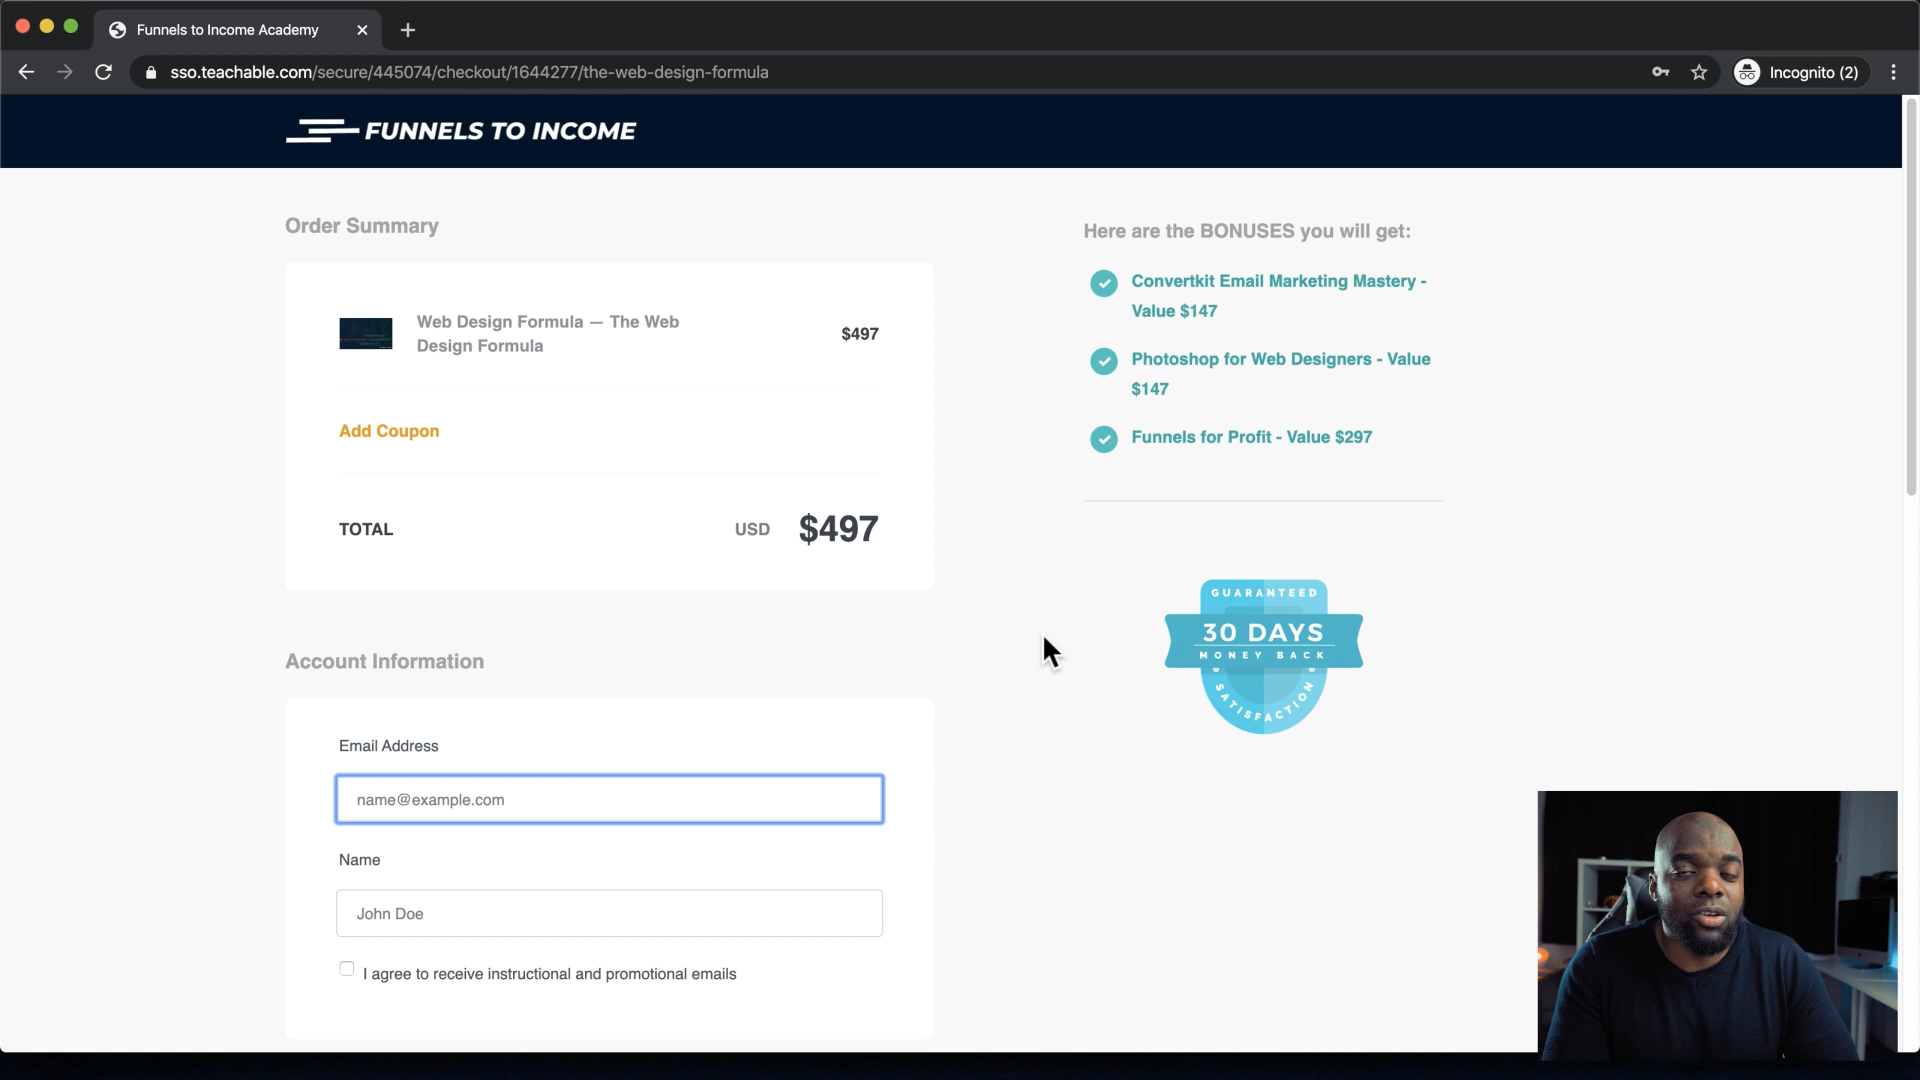 Funnels to Income Academy
sso.teachable.com/secure/445074/checkout/1644277/the-web-design-formula
Incognito (2)
FUNNELS TO INCOME
Order Summary
Web Design Formula — The Web
Design Formula
$497
Add Coupon
TOTAL
USD
$497
Here are the BONUSES you will get:
Convertkit Email Marketing Mastery -
Value $147
Photoshop for Web Designers - Value
$147
Funnels for Profit - Value $297
GUARANTEED
30 DAYS
MONEY BACK
SATISFACTION
Account Information
Email Address
name@example.com
Name
John Doe
I agree to receive instructional and promotional emails